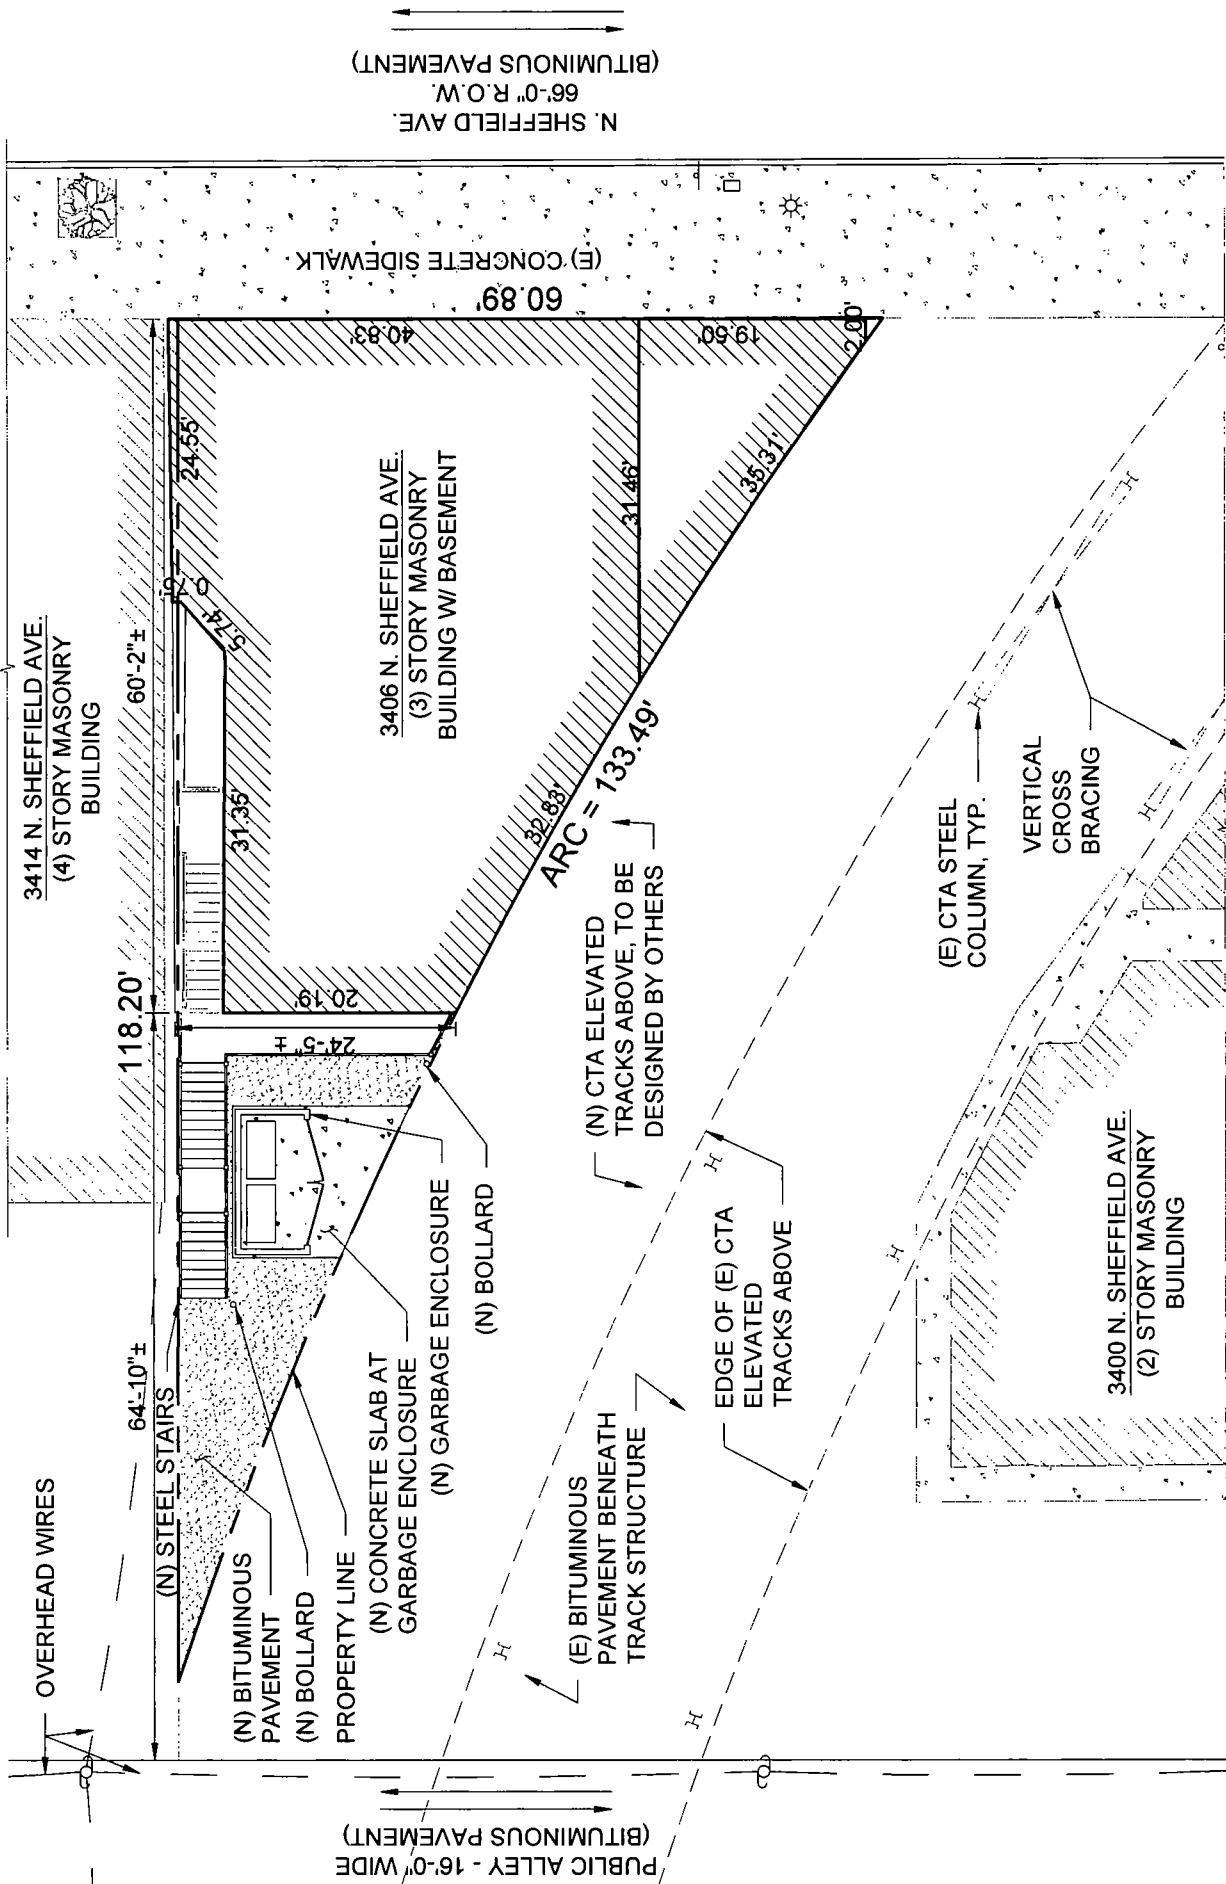 N. SHEFFIELD AVE.
66'-0" R.O.W.
(BITUMINOUS PAVEMENT)
(E) CONCRETE SIDEWALK
60.89'
40.83'
19.50'
2.00'
24.55'
0.75'
5.74'
31.35'
31.46'
35.31'
32.83'
ARC = 133.49'
20.19'
24'-5" ±
3414 N. SHEFFIELD AVE.
(4) STORY MASONRY
BUILDING
60'-2"±
118.20'
64'-10"±
3406 N. SHEFFIELD AVE.
(3) STORY MASONRY
BUILDING W/ BASEMENT
(E) CTA STEEL
COLUMN, TYP.
VERTICAL
CROSS
BRACING
(N) CTA ELEVATED
TRACKS ABOVE, TO BE
DESIGNED BY OTHERS
EDGE OF (E) CTA
ELEVATED
TRACKS ABOVE
(E) BITUMINOUS
PAVEMENT BENEATH
TRACK STRUCTURE
3400 N. SHEFFIELD AVE.
(2) STORY MASONRY
BUILDING
OVERHEAD WIRES
(N) STEEL STAIRS
(N) BITUMINOUS
PAVEMENT
(N) BOLLARD
PROPERTY LINE
(N) CONCRETE SLAB AT
GARBAGE ENCLOSURE
(N) GARBAGE ENCLOSURE
(N) BOLLARD
PUBLIC ALLEY - 16'-0" WIDE
(BITUMINOUS PAVEMENT)